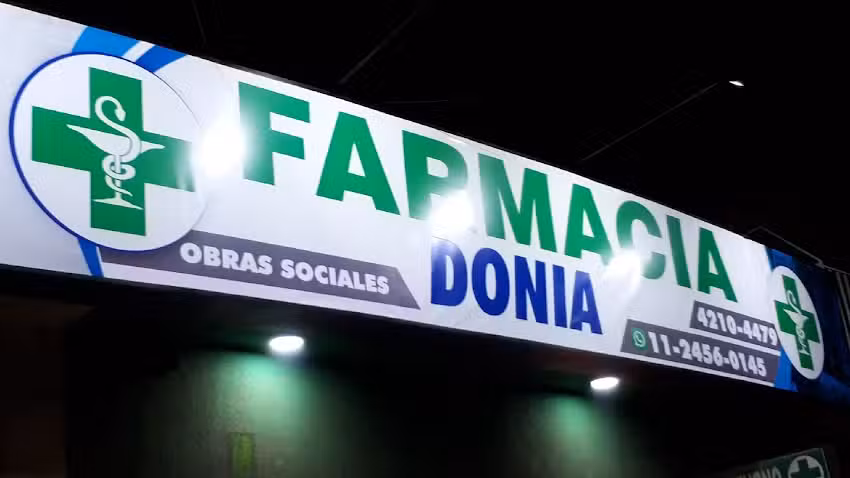 FARMACIA
DONIA
OBRAS SOCIALES
4210-4479
11-2456-0145